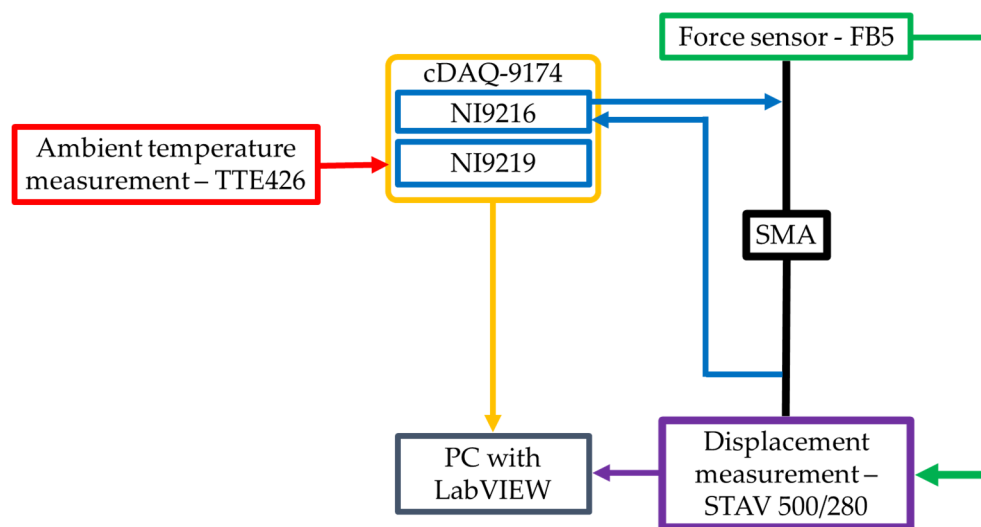 Force sensor - FB5
cDAQ-9174
NI9216
NI9219
Ambient temperature
measurement – TTE426
SMA
PC with
LabVIEW
Displacement
measurement –
STAV 500/280